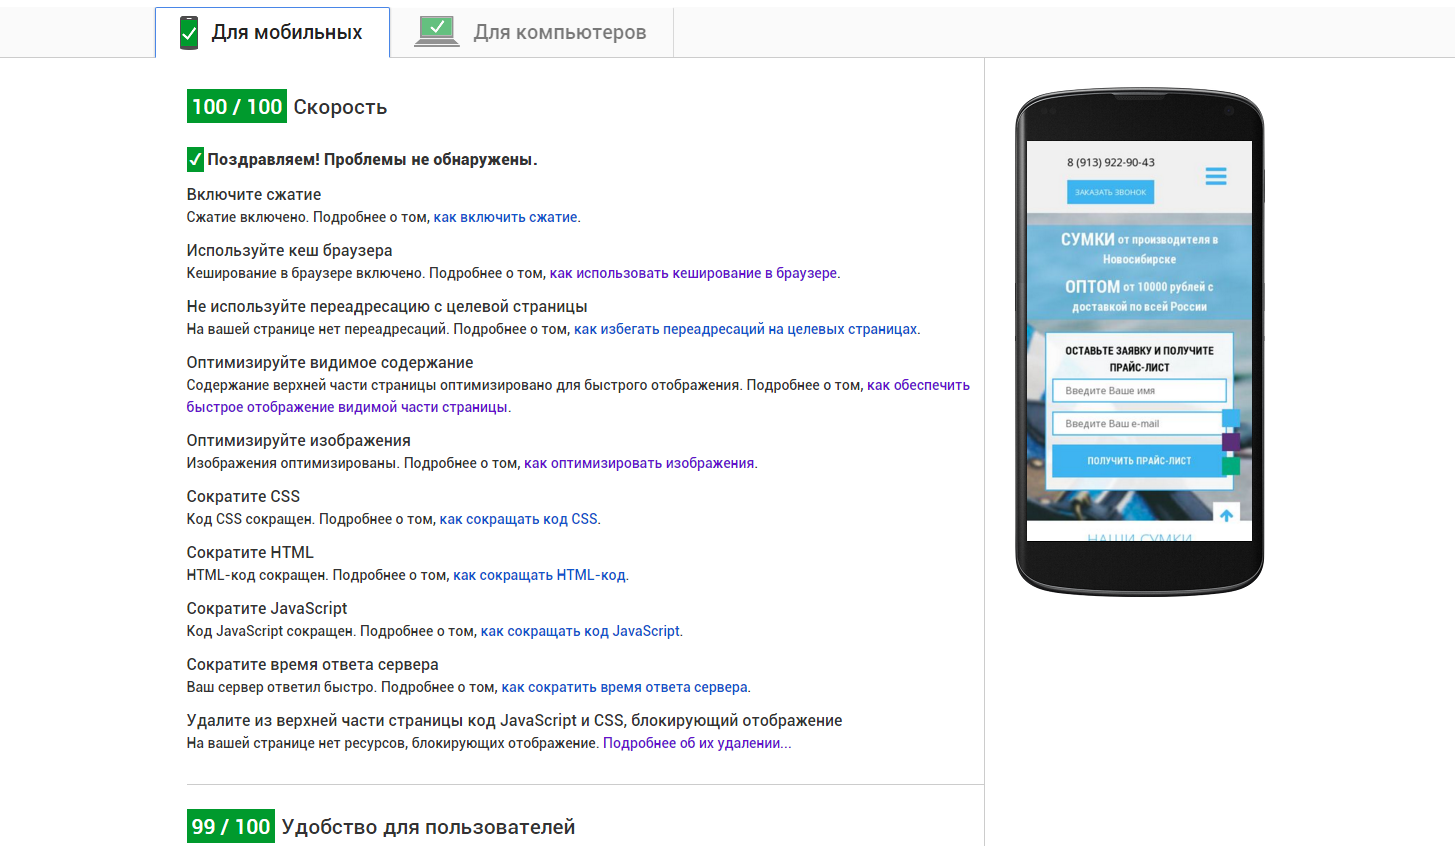 Для мобильных
Для компьютеров
100 / 100 Скорость
Поздравляем! Проблемы не обнаружены.
Включите сжатие
Сжатие включено. Подробнее о том, как включить сжатие.
Используйте кеш браузера
Кеширование в браузере включено. Подробнее о том, как использовать кеширование в браузере.
Не используйте переадресацию с целевой страницы
На вашей странице нет переадресаций. Подробнее о том, как избегать переадресаций на целевых страницах.
Оптимизируйте видимое содержание
Содержание верхней части страницы оптимизировано для быстрого отображения. Подробнее о том, как обеспечить
быстрое отображение видимой части страницы.
Оптимизируйте изображения
Изображения оптимизированы. Подробнее о том, как оптимизировать изображения.
Сократите CSS
Код CSS сокращен. Подробнее о том, как сокращать код CSS.
Сократите HTML
HTML-код сокращен. Подробнее о том, как сокращать HTML-код.
Сократите JavaScript
Код JavaScript сокращен. Подробнее о том, как сокращать код JavaScript.
Сократите время ответа сервера
Ваш сервер ответил быстро. Подробнее о том, как сократить время ответа сервера.
Удалите из верхней части страницы код JavaScript и CSS, блокирующий отображение
На вашей странице нет ресурсов, блокирующих отображение. Подробнее об их удалении...
99 / 100 Удобство для пользователей
8 (913) 922-90-43
ЗАКАЗАТЬ ЗВОНОК
СУМКИ от производителя в
Новосибирске
ОПТОМ от 10000 рублей с
доставкой по всей России
ОСТАВЬТЕ ЗАЯВКУ И ПОЛУЧИТЕ
ПРАЙС-ЛИСТ
Введите Ваше имя
Введите Ваш e-mail
ПОЛУЧИТЬ ПРАЙС-ЛИСТ
НАШИ СУМКИ